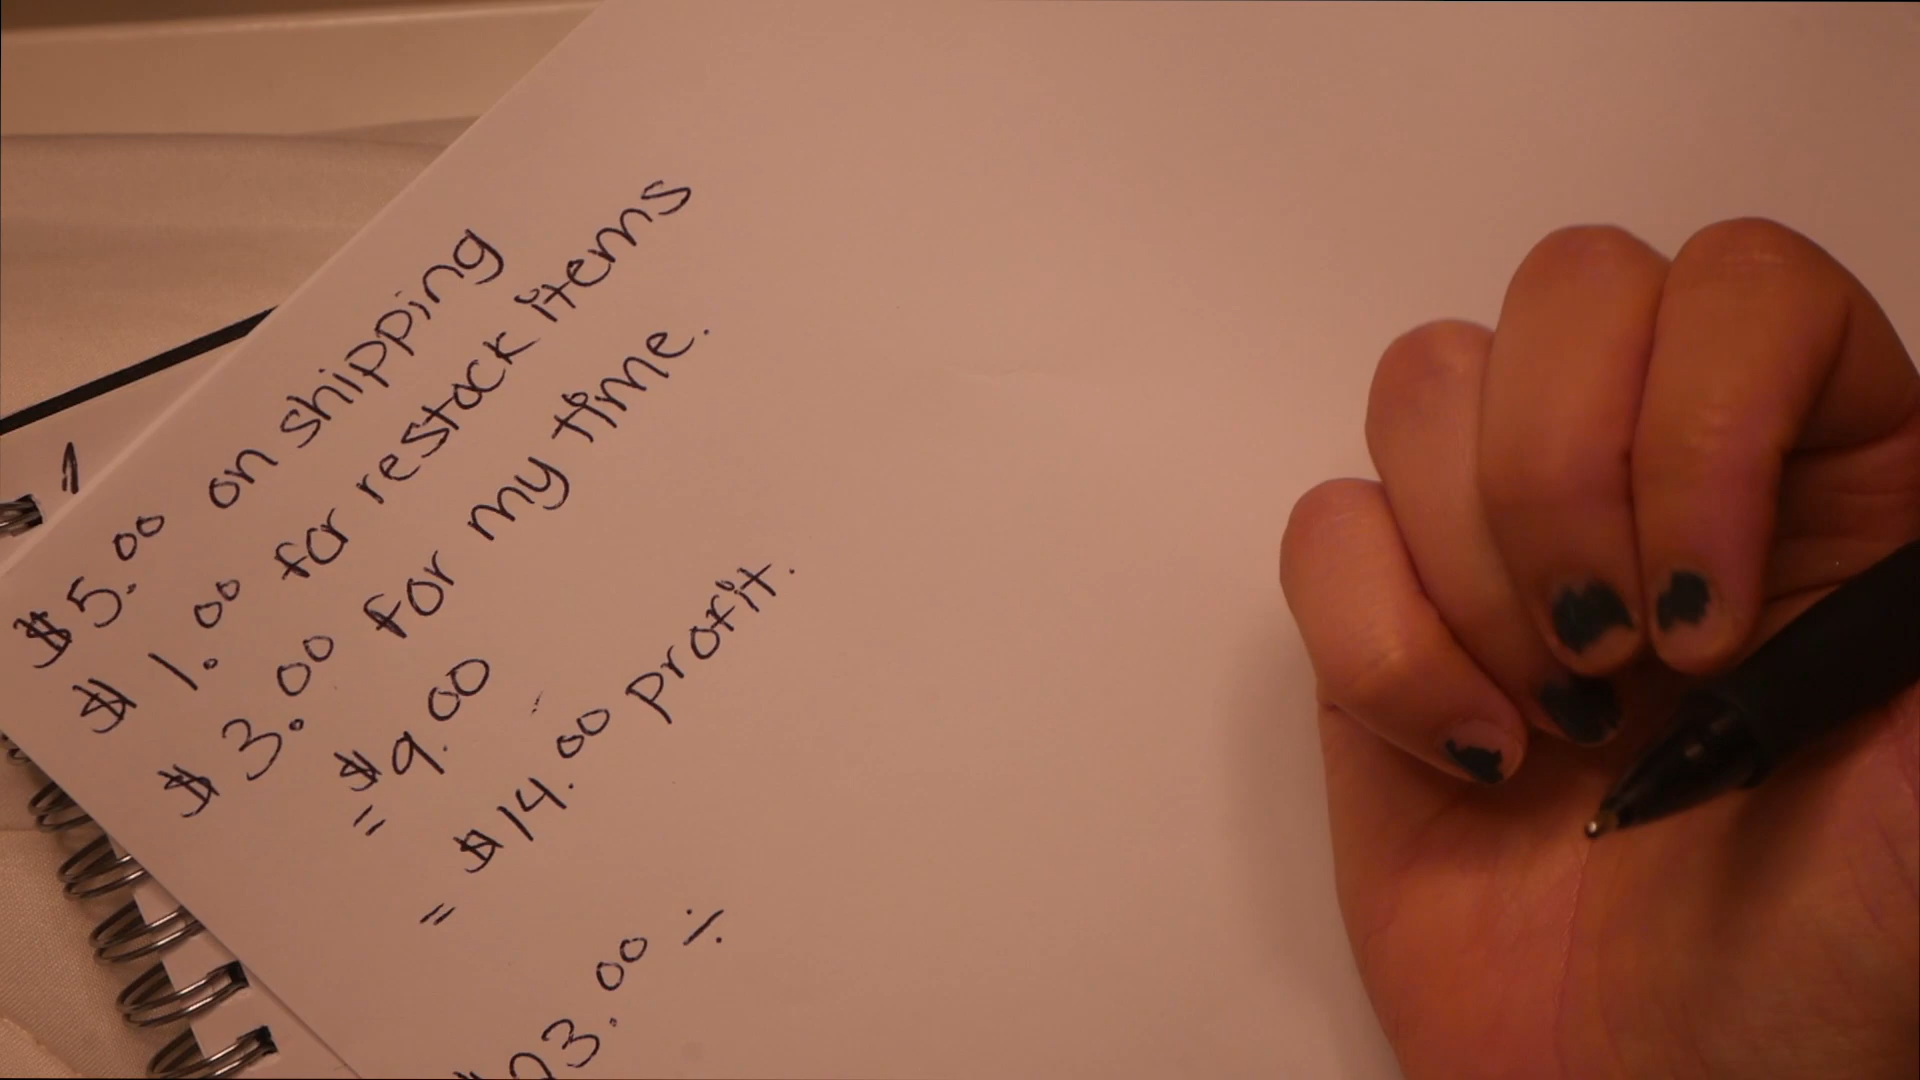 $5.00 on shipping
$1.00 for restock items
$3.00 for my time.
= $9.00
= $14.00 profit.
$23.00 ÷